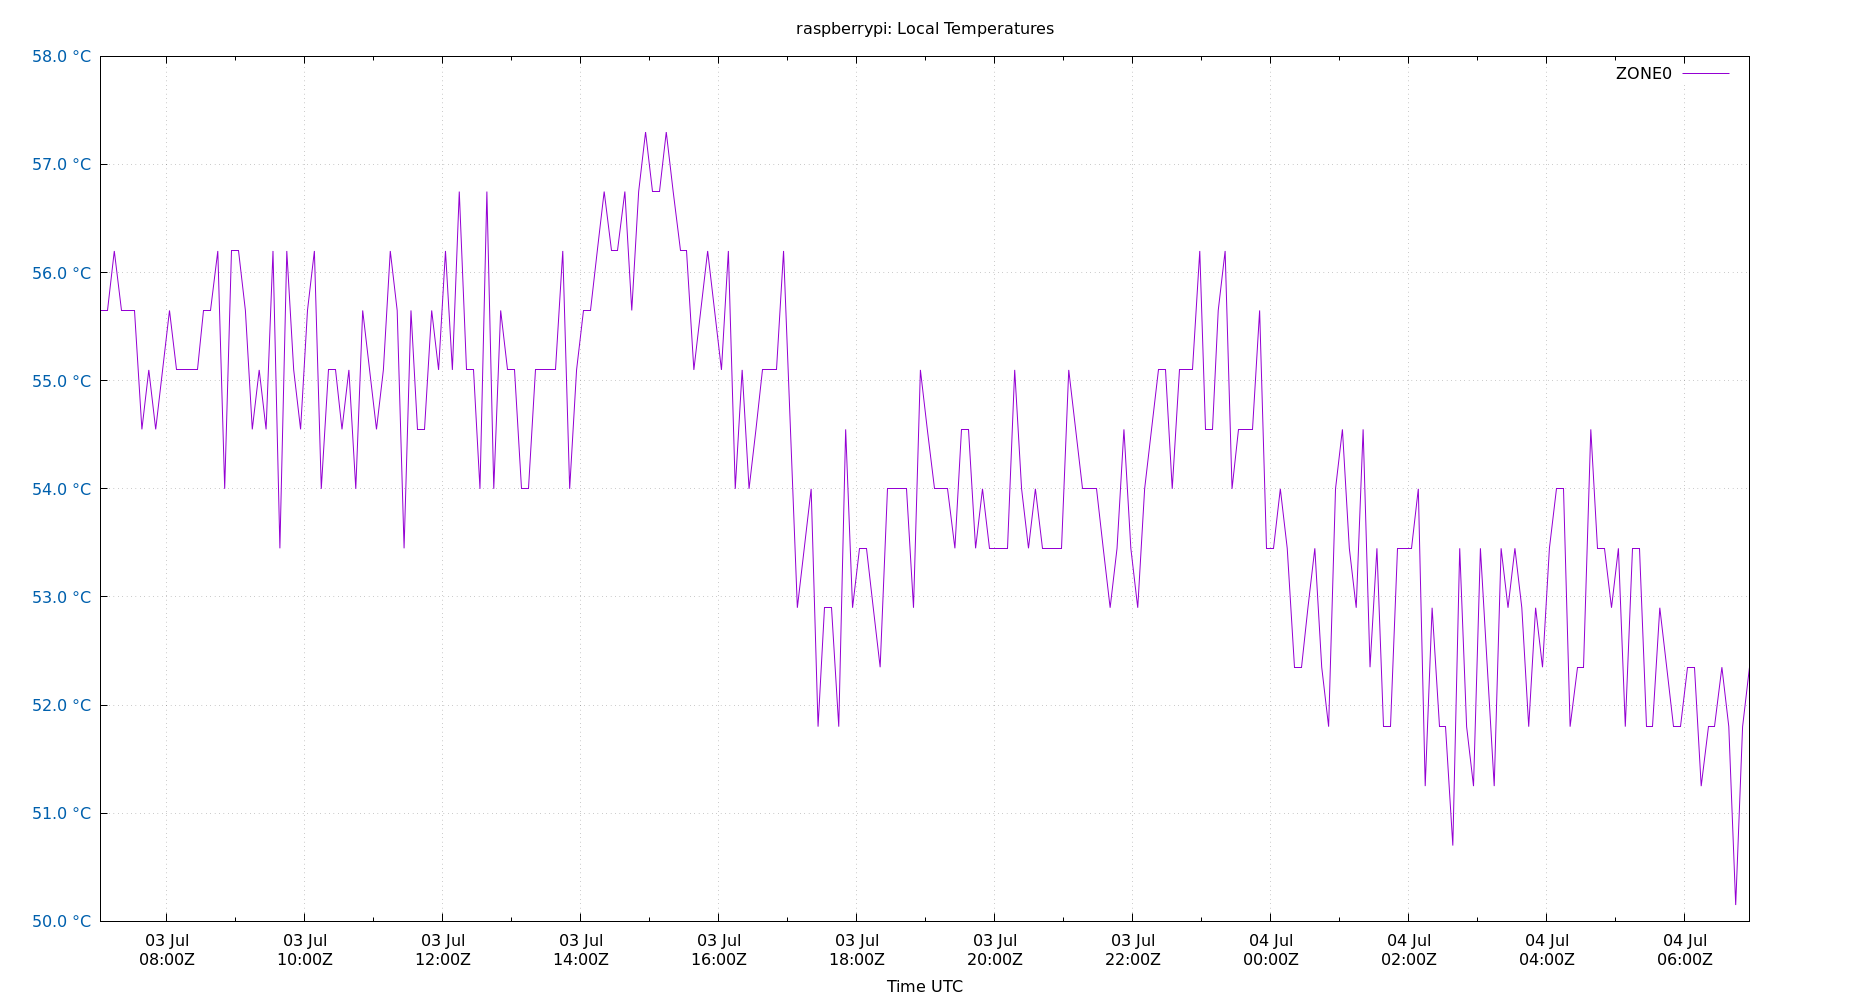 raspberrypi: Local Temperatures
58.0 °C
57.0 °C
56.0 °C
55.0 °C
54.0 °C
53.0 °C
52.0 °C
51.0 °C
50.0 °C
ZONE0
03 Jul 03 Jul 03 Jul 03 Jul 03 Jul 03 Jul 03 Jul 03 Jul 04 Jul 04 Jul 04 Jul 04 Jul
08:00Z 10:00Z 12:00Z 14:00Z 16:00Z 18:00Z 20:00Z 22:00Z 00:00Z 02:00Z 04:00Z 06:00Z
Time UTC